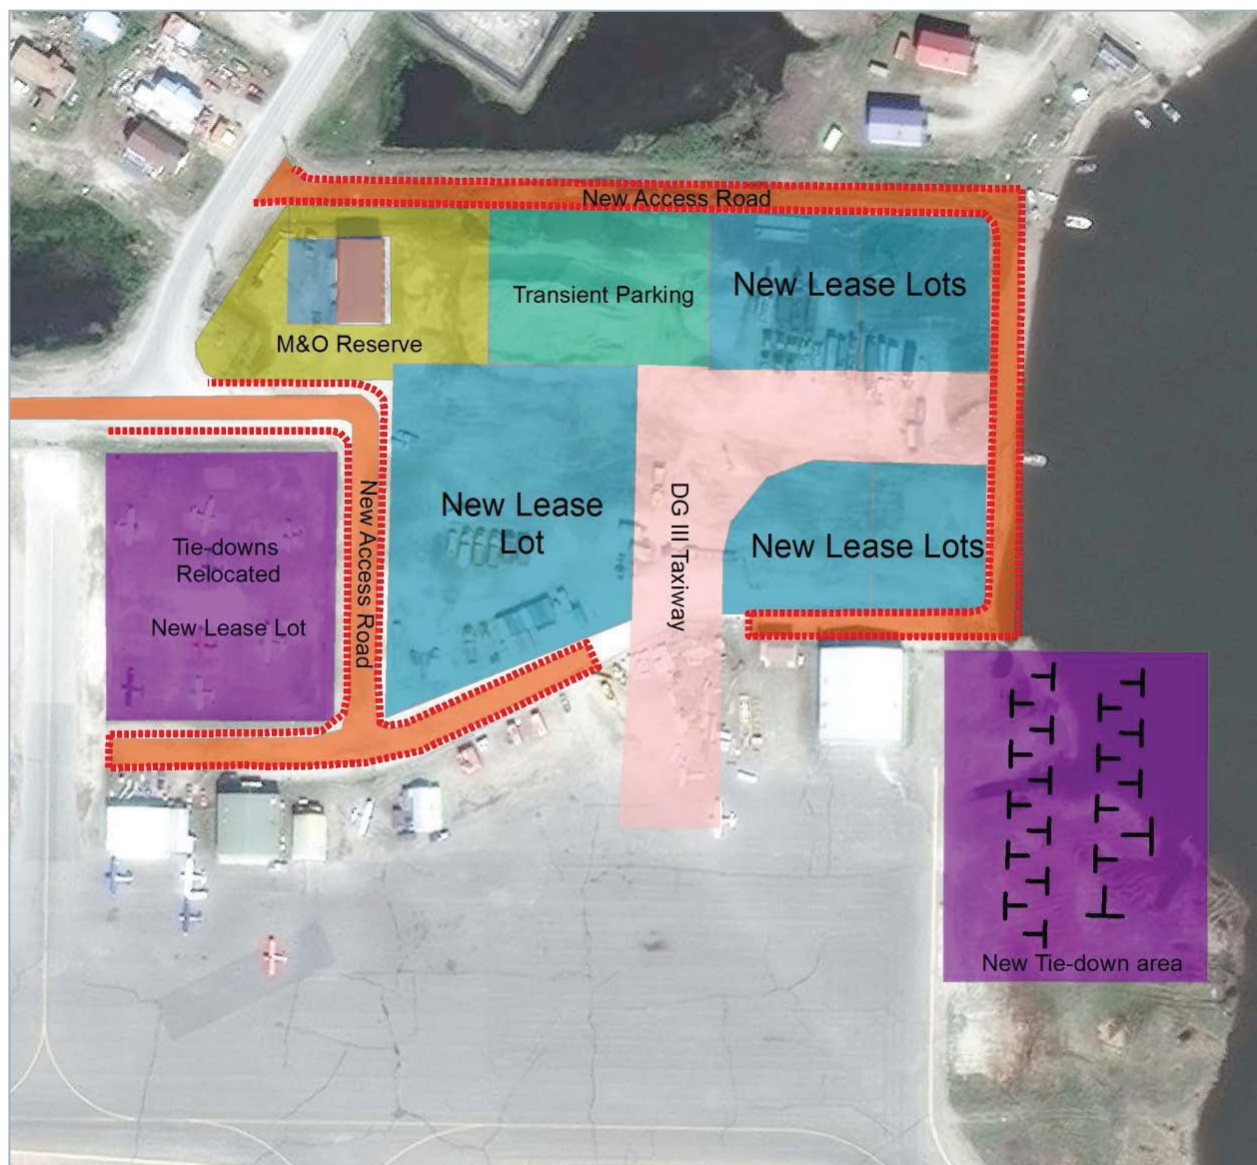 New Access Road
New Lease Lots
Transient Parking
M&O Reserve
New Lease
Lot
DG III Taxiway
New Lease Lots
New Access Road
Tie-downs
Relocated
New Lease Lot
New Tie-down area